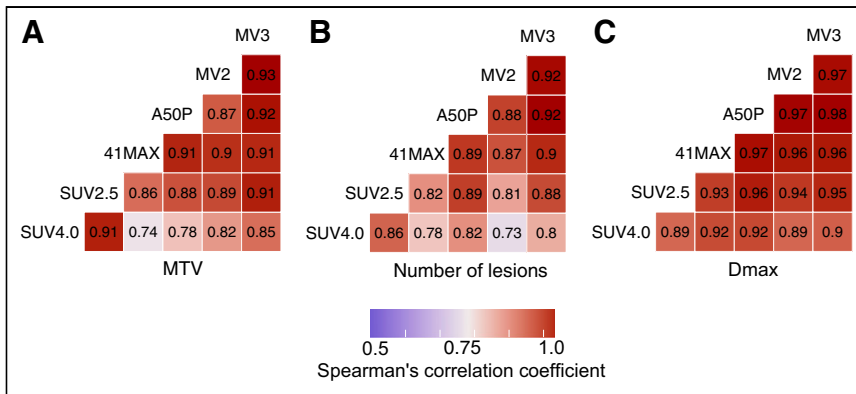 A
MV3
MV2 0.93
A50P 0.87 0.92
41MAX 0.91 0.9 0.91
SUV2.5 0.86 0.88 0.89 0.91
SUV4.0 0.91 0.74 0.78 0.82 0.85
MTV
B
MV3
MV2 0.92
A50P 0.88 0.92
41MAX 0.89 0.87 0.9
SUV2.5 0.82 0.89 0.81 0.88
SUV4.0 0.86 0.78 0.82 0.73 0.8
Number of lesions
C
MV3
MV2 0.97
A50P 0.97 0.98
41MAX 0.97 0.96 0.96
SUV2.5 0.93 0.96 0.94 0.95
SUV4.0 0.89 0.92 0.92 0.89 0.9
Dmax
0.5 0.75 1.0
Spearman's correlation coefficient